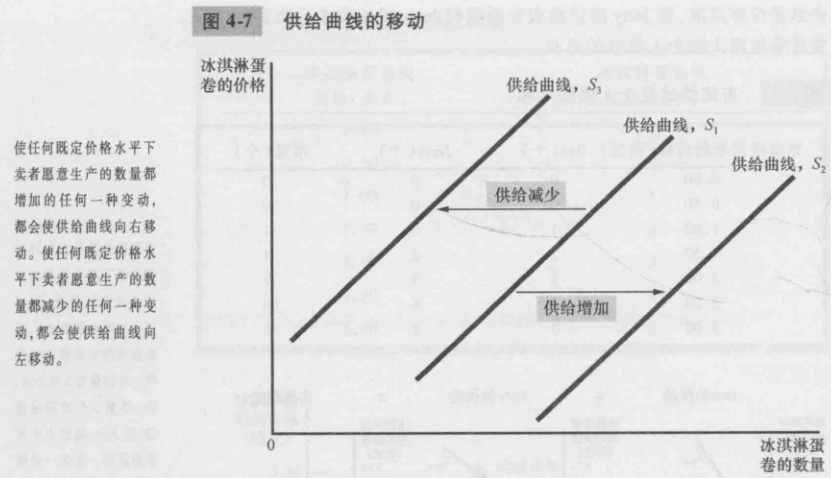 图 4-7 供给曲线的移动
冰淇淋蛋
卷的价格
供给曲线，S₃
供给曲线，S₁
供给曲线，S₂
使任何既定价格水平下
卖者愿意生产的数量都
增加的任何一种变动，
都会使供给曲线向右移
动。使任何既定价格水
平下卖者愿意生产的数
量都减少的任何一种变
动，都会使供给曲线向
左移动。
供给减少
供给增加
0
冰淇淋蛋
卷的数量